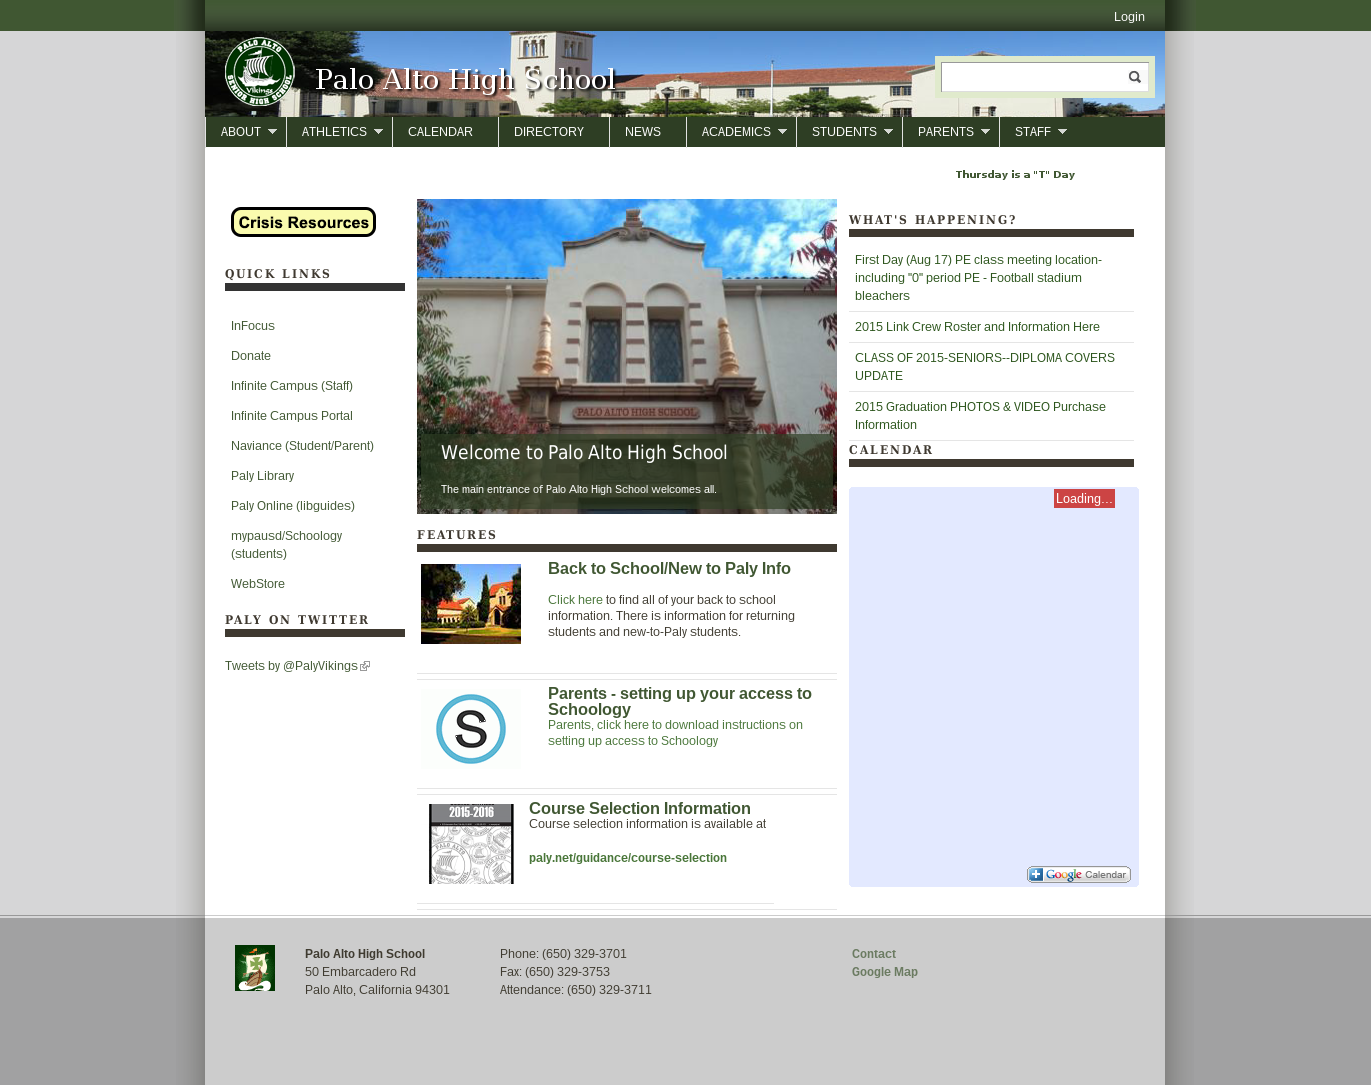 Login
PALO ALTO
SENIOR HIGH SCHOOL
Vikings
Palo Alto High School
ABOUT
ATHLETICS
CALENDAR
DIRECTORY
NEWS
ACADEMICS
STUDENTS
PARENTS
STAFF
Thursday is a "T" Day
Crisis Resources
QUICK LINKS
InFocus
Donate
Infinite Campus (Staff)
Infinite Campus Portal
Naviance (Student/Parent)
Paly Library
Paly Online (libguides)
mypausd/Schoology
(students)
WebStore
PALY ON TWITTER
Tweets by @PalyVikings
PALO ALTO HIGH SCHOOL
Welcome to Palo Alto High School
The main entrance of Palo Alto High School welcomes all.
FEATURES
Back to School/New to Paly Info
Click here to find all of your back to school
information. There is information for returning
students and new-to-Paly students.
S
Parents - setting up your access to
Schoology
Parents, click here to download instructions on
setting up access to Schoology
2015-2016
Course Selection Information
Course selection information is available at
paly.net/guidance/course-selection
WHAT'S HAPPENING?
First Day (Aug 17) PE class meeting location-
including "0" period PE - Football stadium
bleachers
2015 Link Crew Roster and Information Here
CLASS OF 2015-SENIORS--DIPLOMA COVERS
UPDATE
2015 Graduation PHOTOS & VIDEO Purchase
Information
CALENDAR
Loading...
Google Calendar
Palo Alto High School
50 Embarcadero Rd
Palo Alto, California 94301
Phone: (650) 329-3701
Fax: (650) 329-3753
Attendance: (650) 329-3711
Contact
Google Map